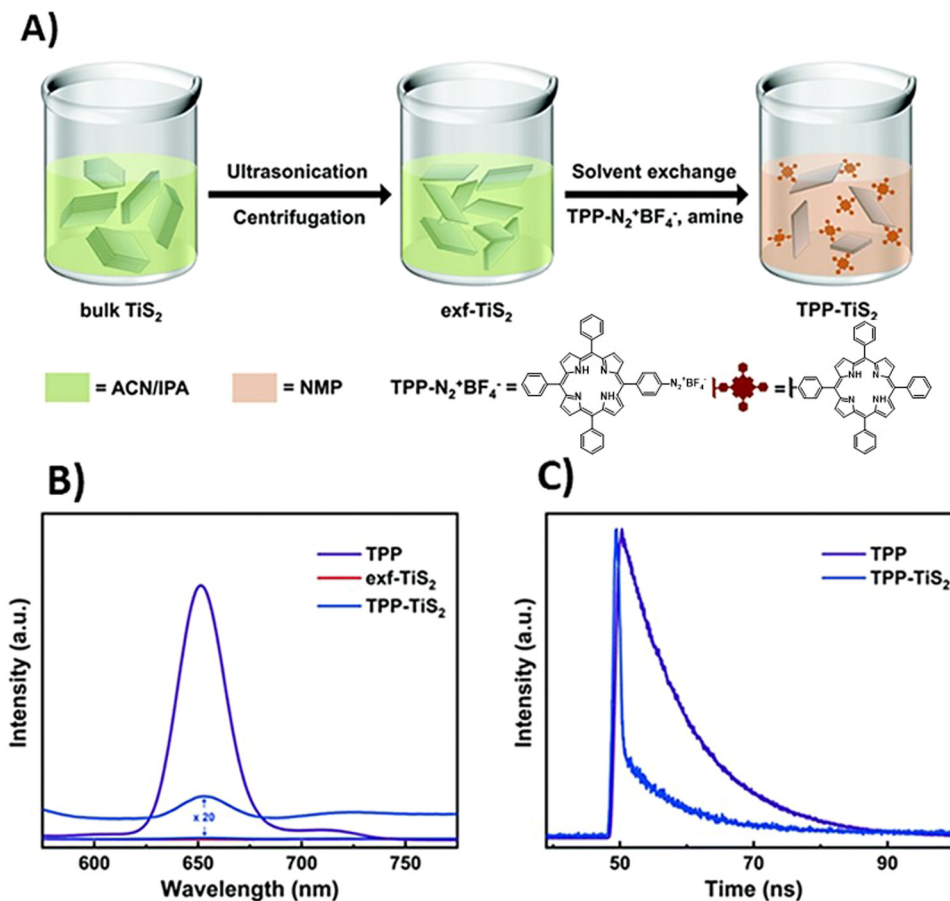 A)
Ultrasonication
Centrifugation
Solvent exchange
TPP-N₂⁺BF₄⁻, amine
bulk TiS₂
exf-TiS₂
TPP-TiS₂
= ACN/IPA
= NMP
TPP-N₂⁺BF₄⁻ =
NH
N
N
NH
N₂⁺BF₄⁻
=
NH
N
N
NH
B)
TPP
exf-TiS₂
TPP-TiS₂
x 20
Intensity (a.u.)
600
650
700
750
Wavelength (nm)
C)
TPP
TPP-TiS₂
Intensity (a.u.)
50
70
90
Time (ns)